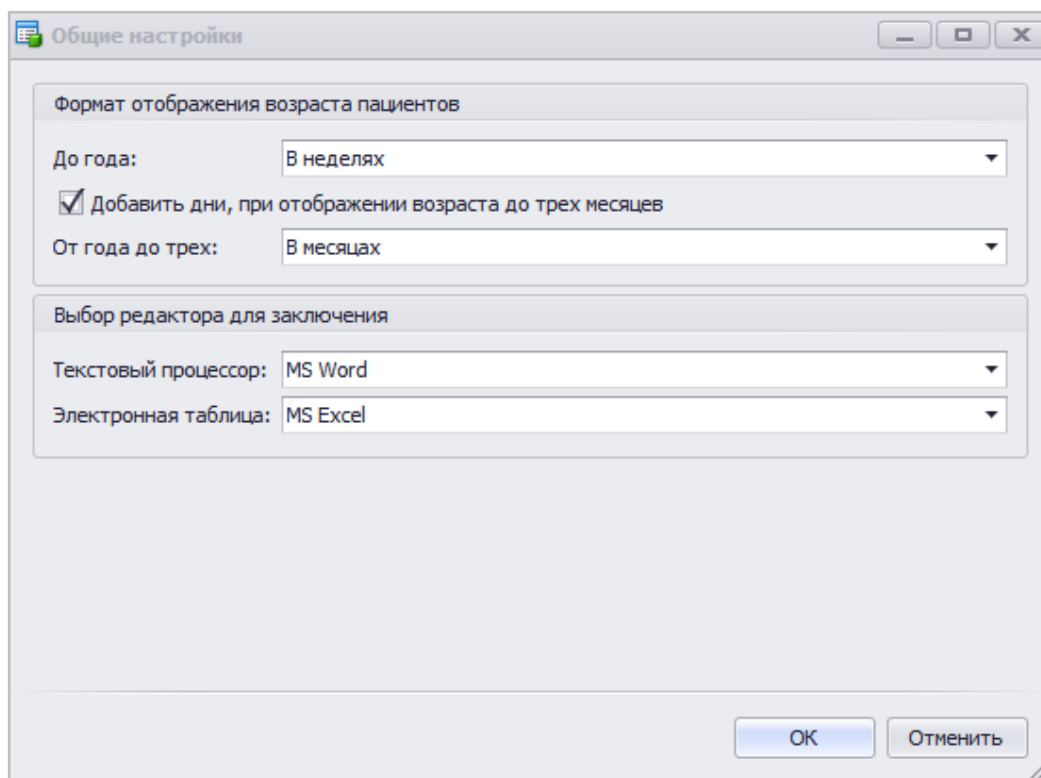 Общие настройки
Формат отображения возраста пациентов
До года: В неделях
Добавить дни, при отображении возраста до трех месяцев
От года до трех: В месяцах
Выбор редактора для заключения
Текстовый процессор: MS Word
Электронная таблица: MS Excel
ОК Отменить